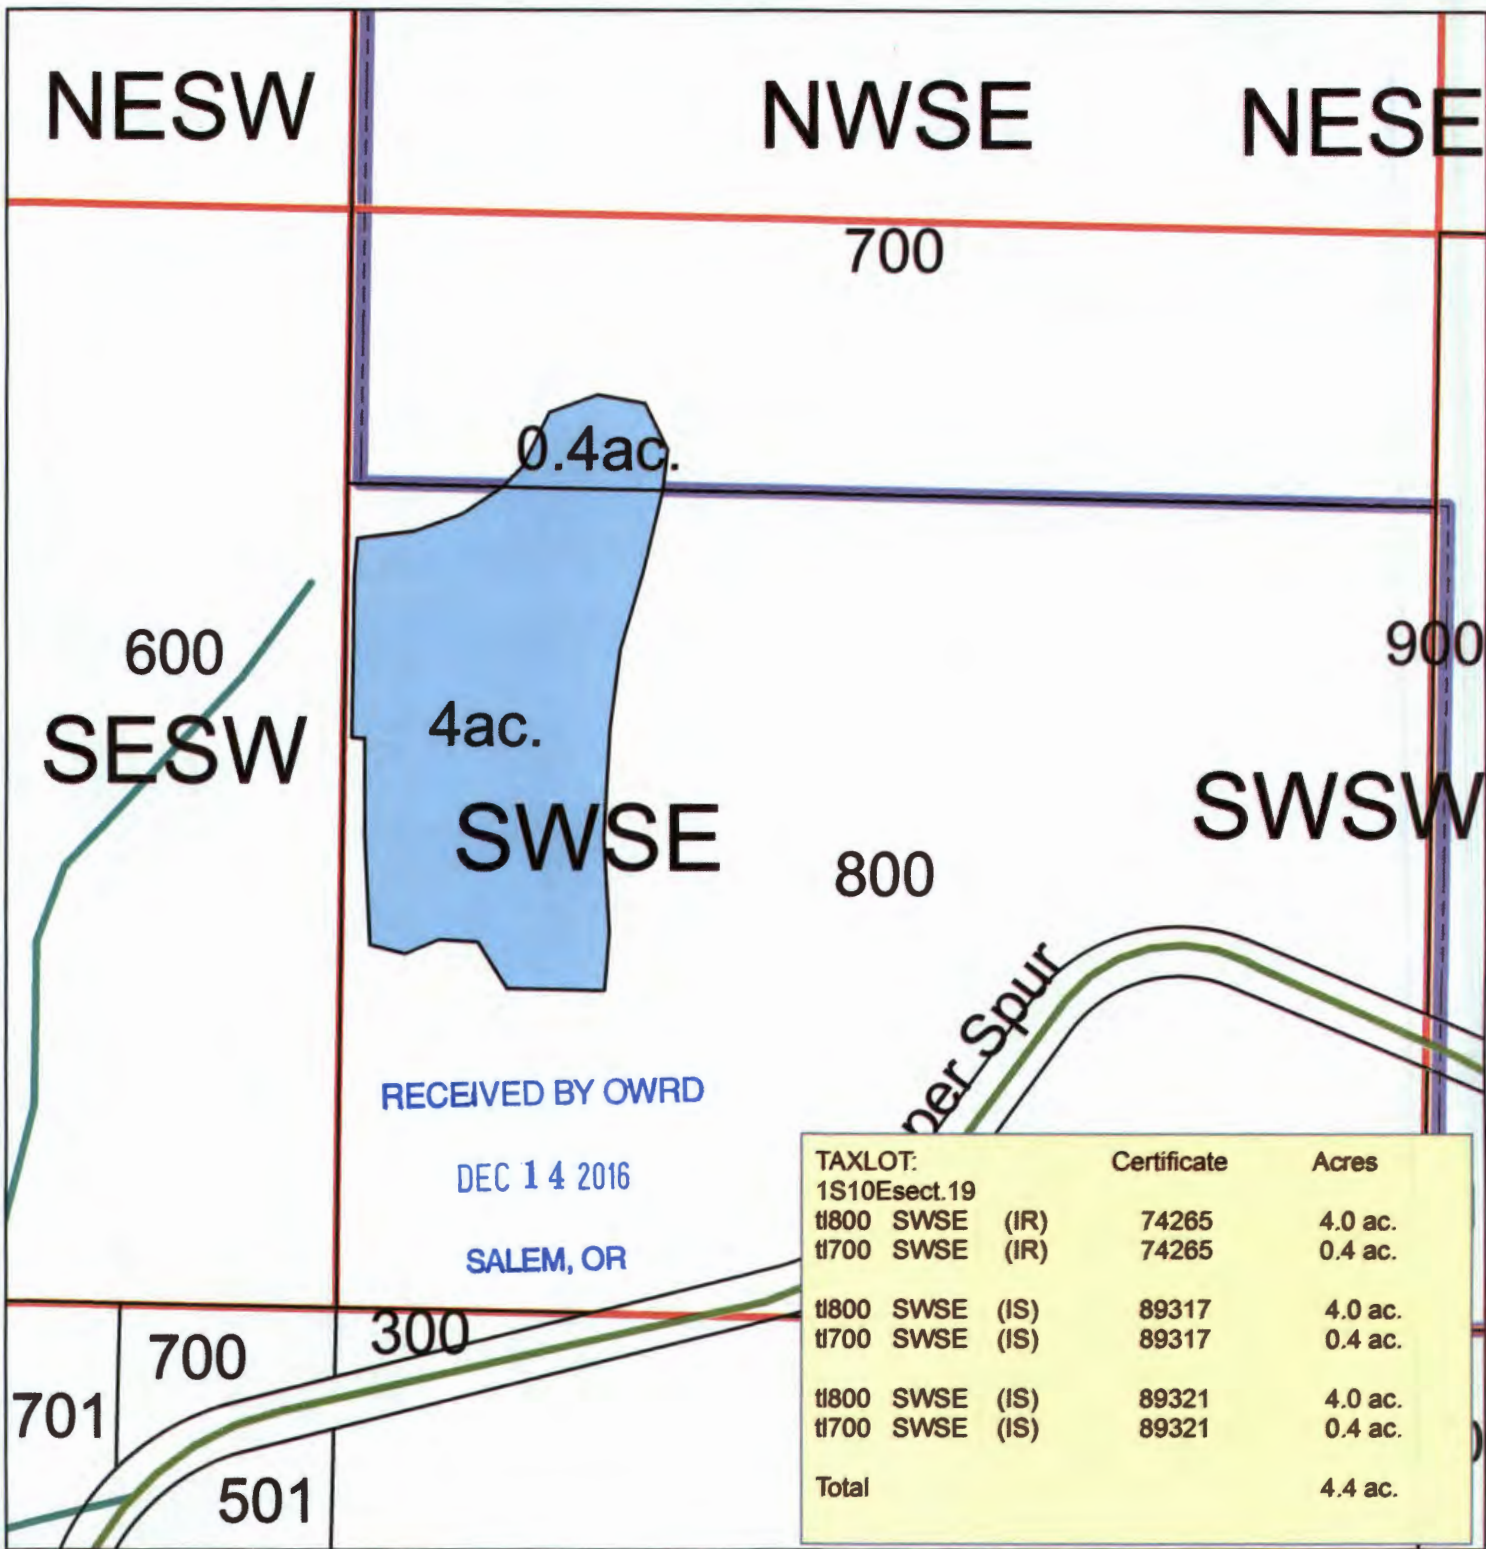 NESW NWSE NESE
700
0.4ac.
600
900
4ac.
SESW
SWSE
SWSW
800
per Spur
RECEIVED BY OWRD
DEC 14 2016
SALEM, OR
TAXLOT: Certificate Acres
1S10Esect.19
tl800 SWSE (IR) 74265 4.0 ac.
tl700 SWSE (IR) 74265 0.4 ac.
tl800 SWSE (IS) 89317 4.0 ac.
tl700 SWSE (IS) 89317 0.4 ac.
tl800 SWSE (IS) 89321 4.0 ac.
tl700 SWSE (IS) 89321 0.4 ac.
Total 4.4 ac.
300
700
701
501